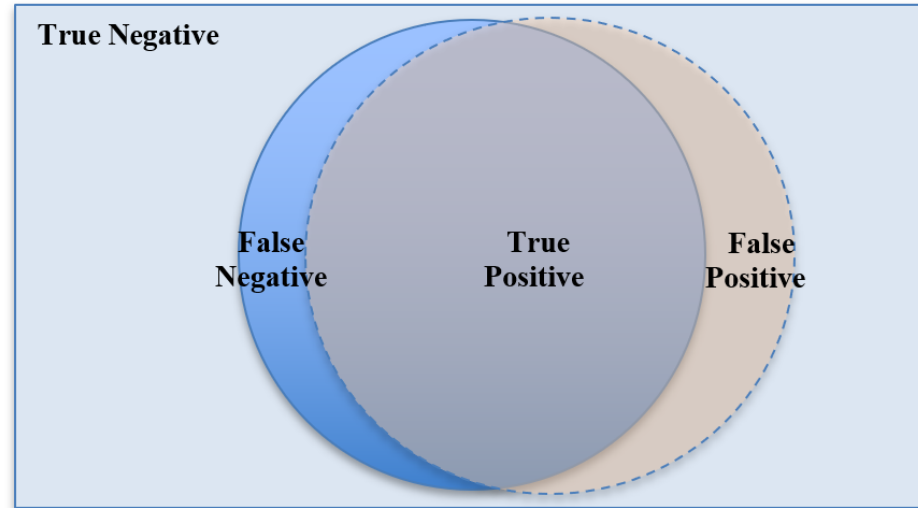 True Negative
False
Negative
True
Positive
False
Positive